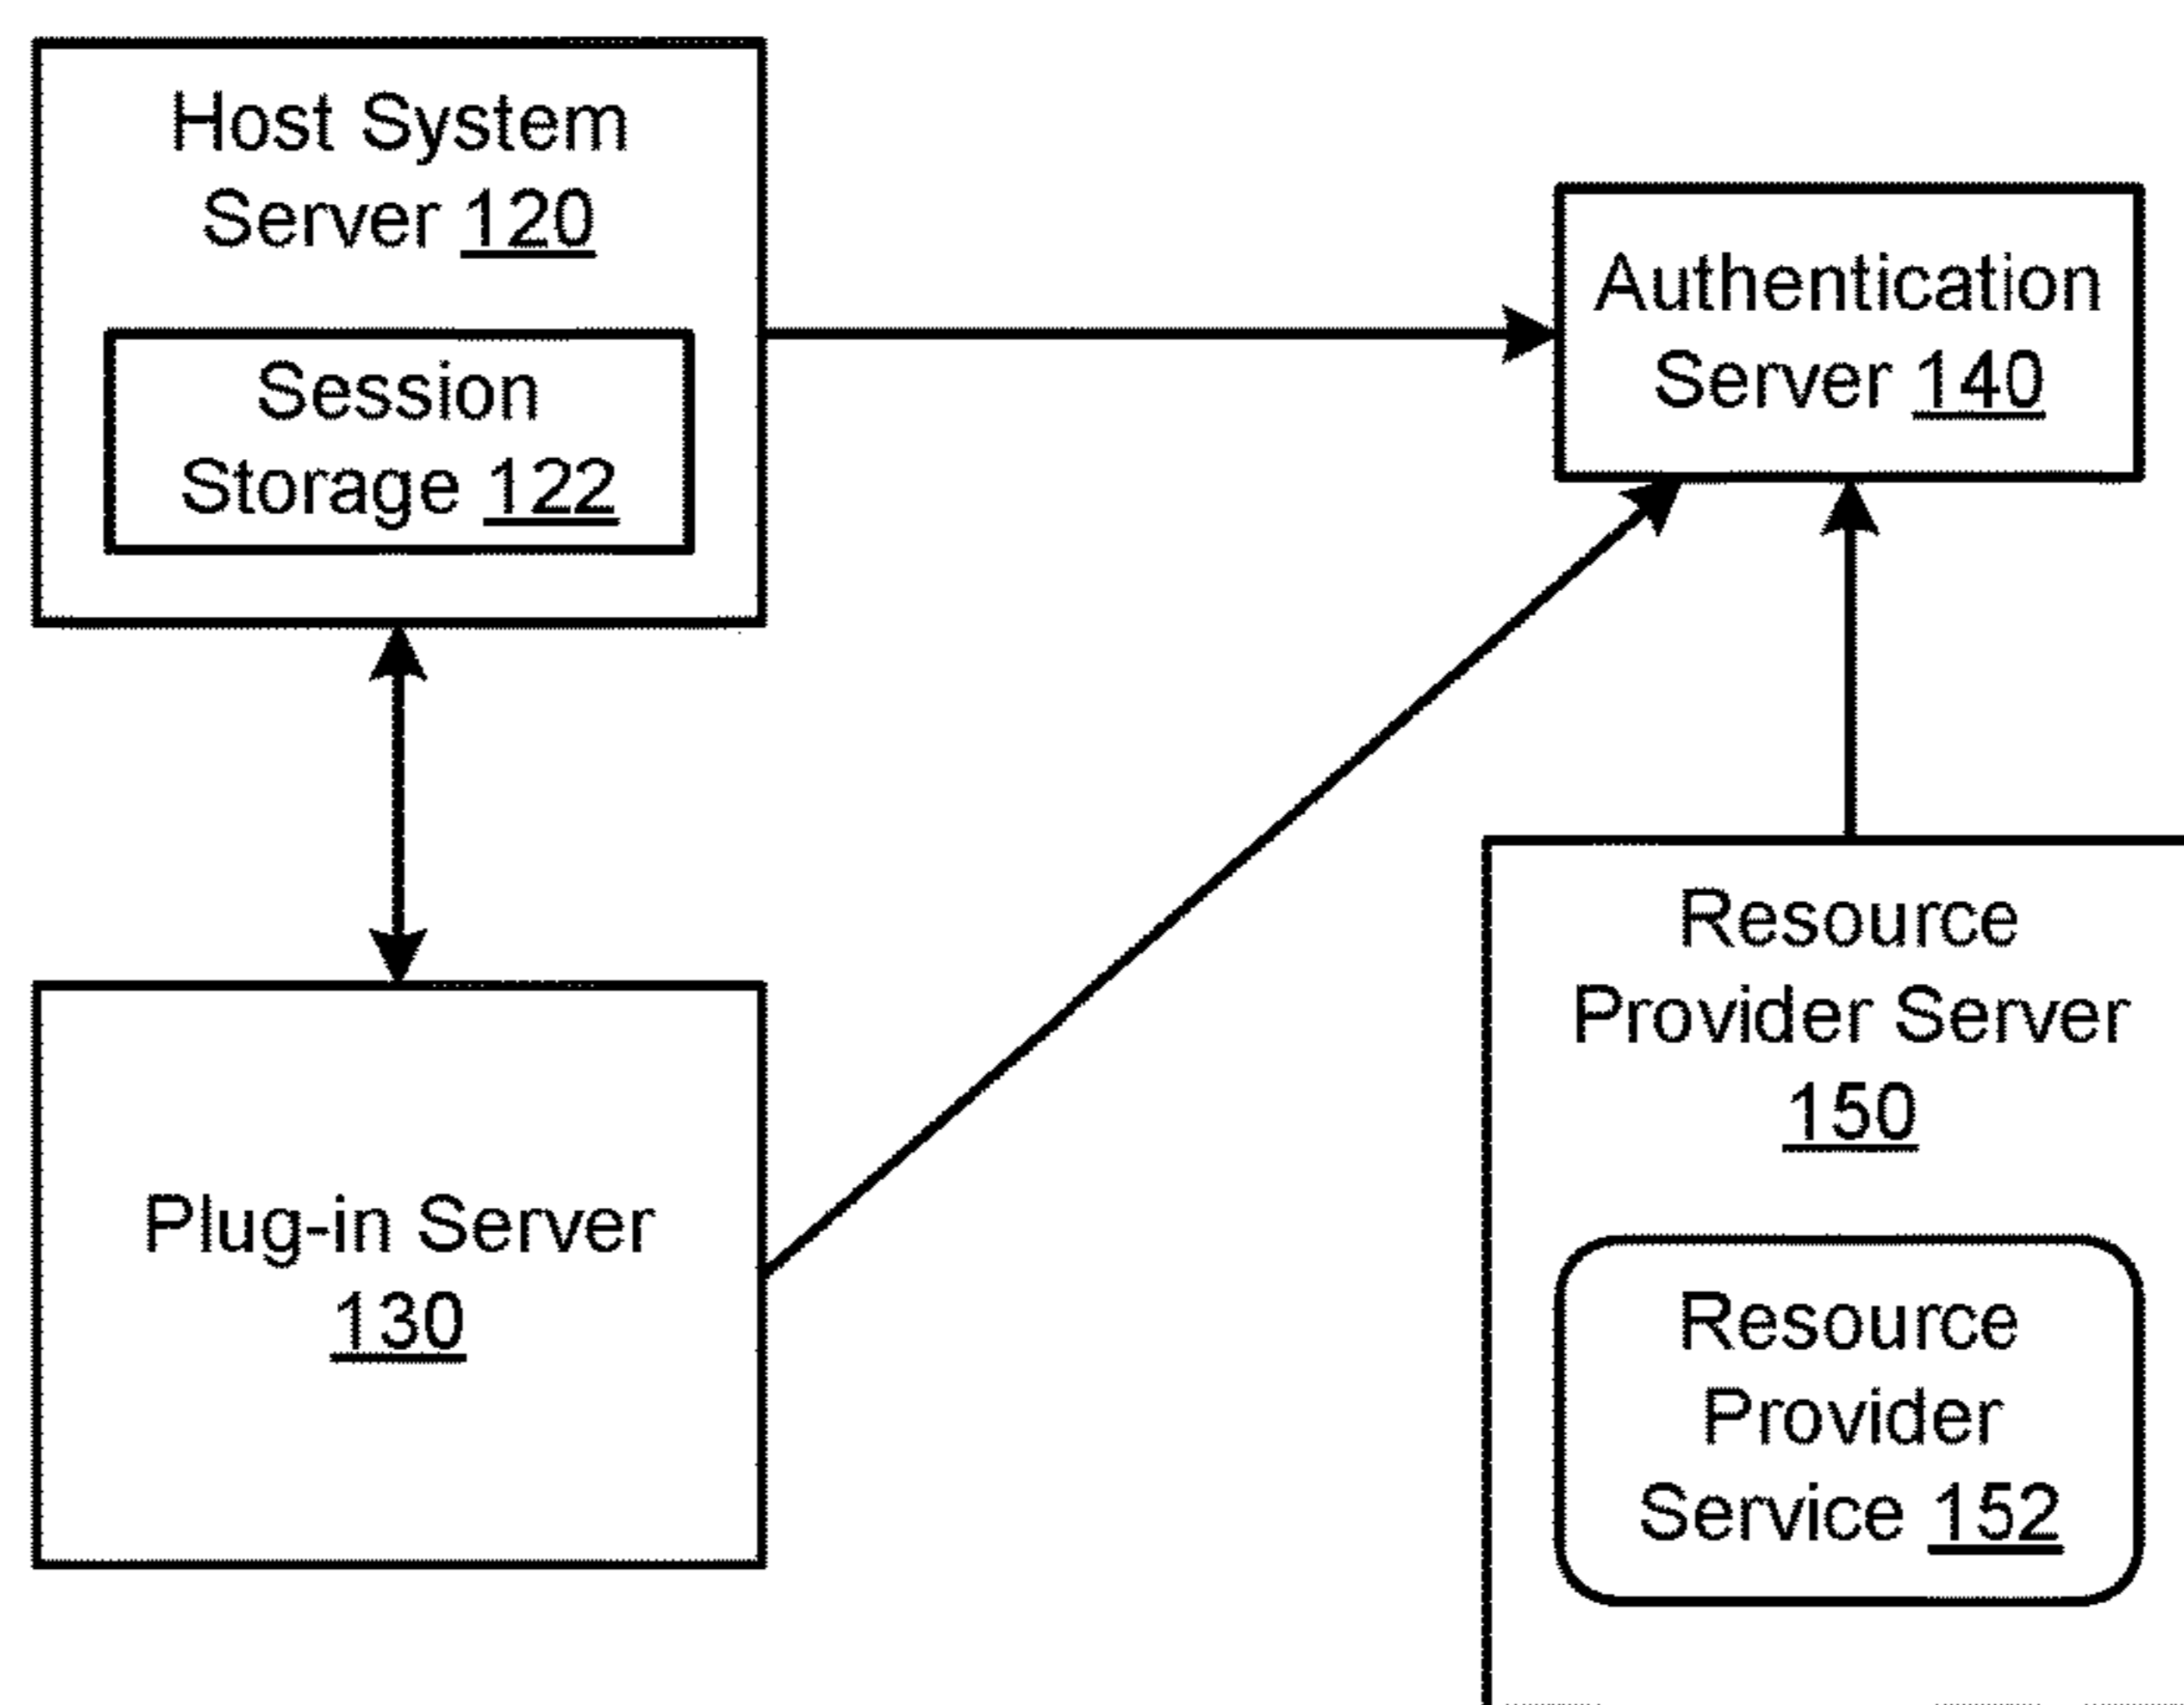 Host System
Server 120
Session
Storage 122
Authentication
Server 140
Plug-in Server
130
Resource
Provider Server
150
Resource
Provider
Service 152